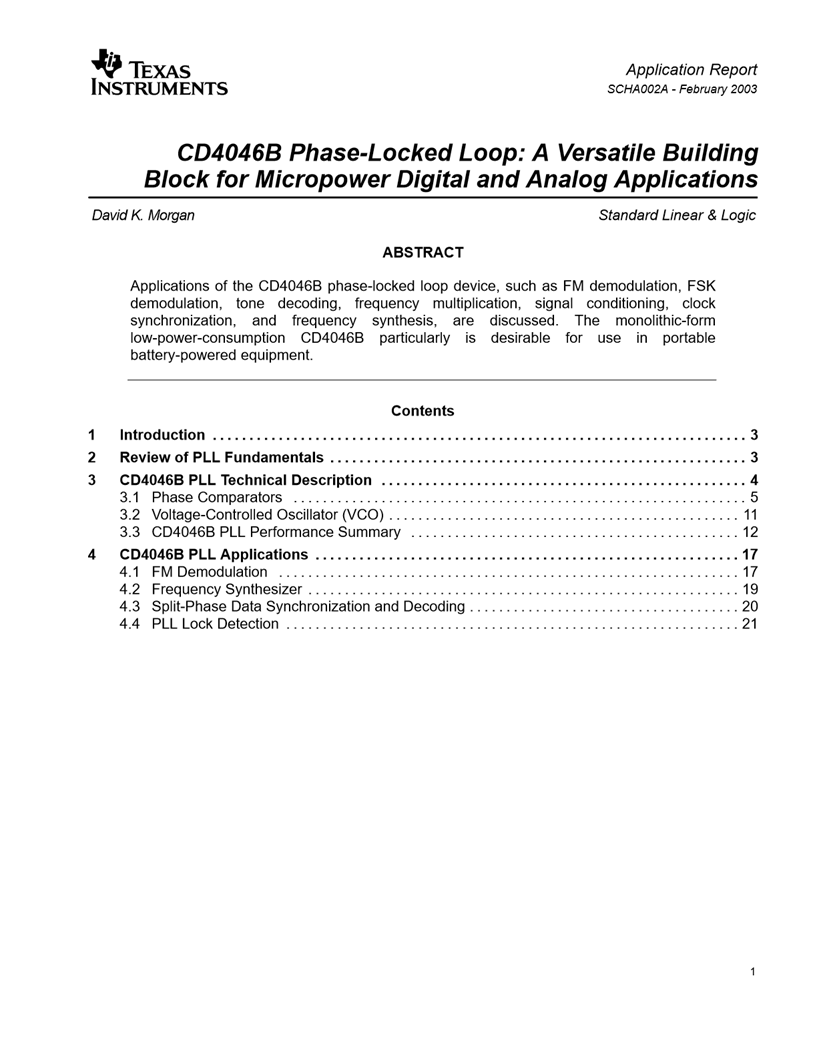 TEXAS
INSTRUMENTS
Application Report
SCHA002A - February 2003
CD4046B Phase-Locked Loop: A Versatile Building
Block for Micropower Digital and Analog Applications
David K. Morgan Standard Linear & Logic
ABSTRACT
Applications of the CD4046B phase-locked loop device, such as FM demodulation, FSK
demodulation, tone decoding, frequency multiplication, signal conditioning, clock
synchronization, and frequency synthesis, are discussed. The monolithic-form
low-power-consumption CD4046B particularly is desirable for use in portable
battery-powered equipment.
Contents
1 Introduction . . . . . . . . . . . . . . . . . . . . . . . . . . . . . . . . . . . . . . . . 3
2 Review of PLL Fundamentals . . . . . . . . . . . . . . . . . . . . . . . . . . . . . . 3
3 CD4046B PLL Technical Description . . . . . . . . . . . . . . . . . . . . . . . . . . 4
3.1 Phase Comparators . . . . . . . . . . . . . . . . . . . . . . . . . . . . . . . . . . 5
3.2 Voltage-Controlled Oscillator (VCO) . . . . . . . . . . . . . . . . . . . . . . . . . . 11
3.3 CD4046B PLL Performance Summary . . . . . . . . . . . . . . . . . . . . . . . . 12
4 CD4046B PLL Applications . . . . . . . . . . . . . . . . . . . . . . . . . . . . . . . 17
4.1 FM Demodulation . . . . . . . . . . . . . . . . . . . . . . . . . . . . . . . . . . . 17
4.2 Frequency Synthesizer . . . . . . . . . . . . . . . . . . . . . . . . . . . . . . . . 19
4.3 Split-Phase Data Synchronization and Decoding . . . . . . . . . . . . . . . . . . . 20
4.4 PLL Lock Detection . . . . . . . . . . . . . . . . . . . . . . . . . . . . . . . . . . 21
1